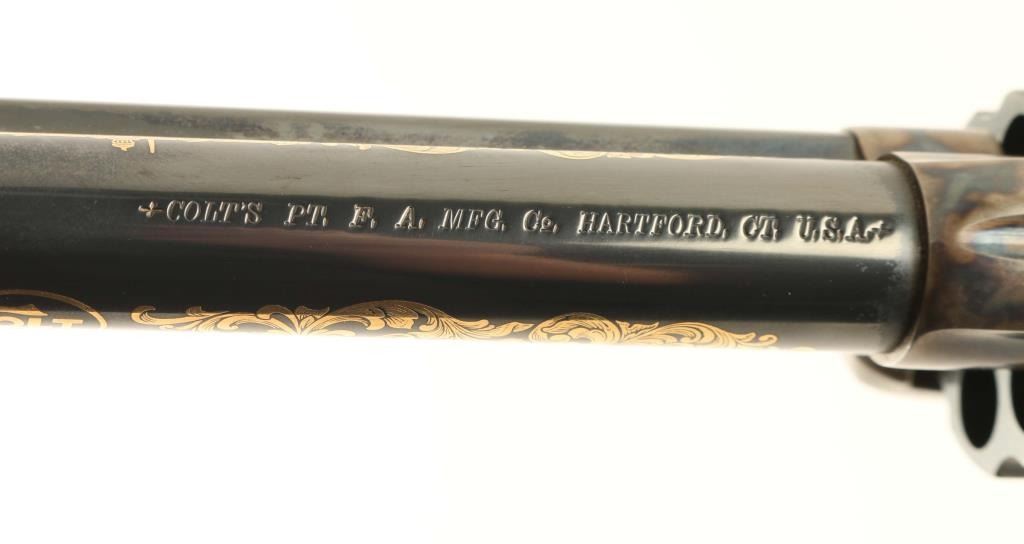 +COLT'S PT. F. A. MFG. Co. HARTFORD, CT. U.S.A.+